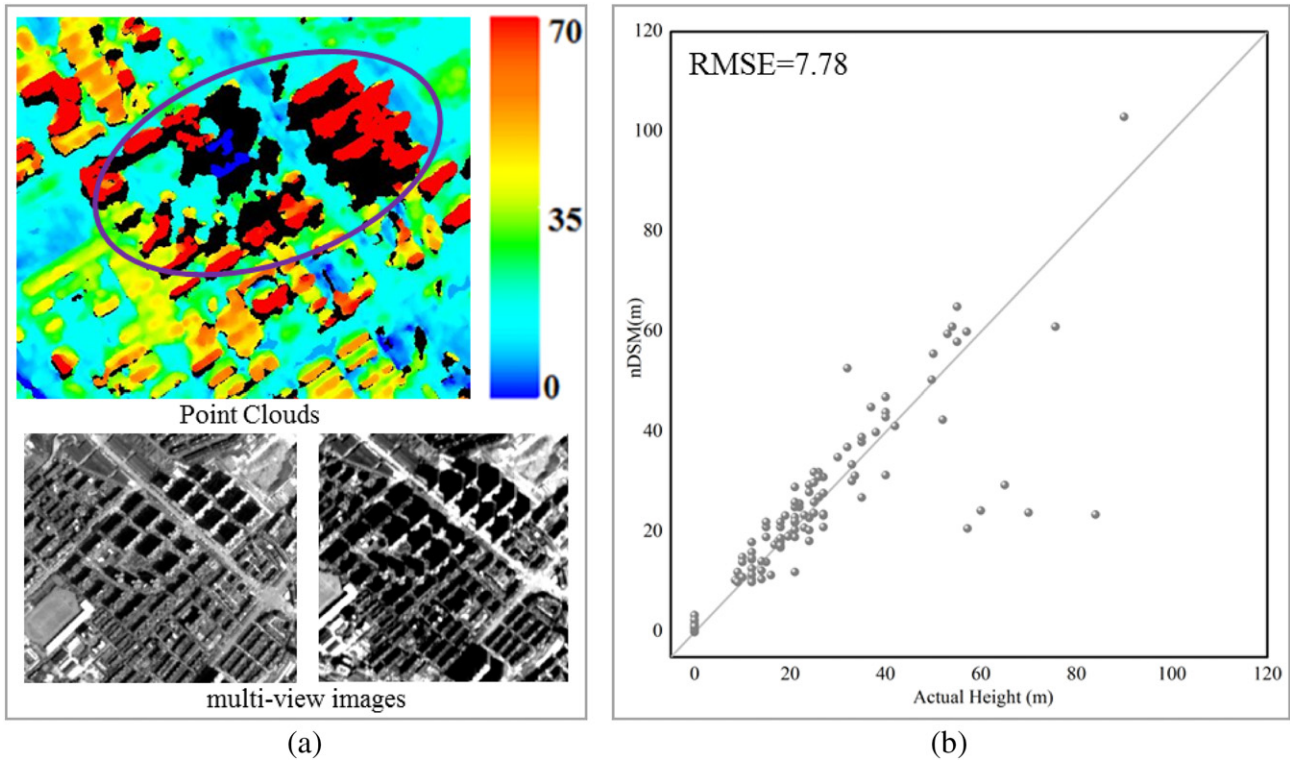 70
35
0
Point Clouds
multi-view images
(a)
RMSE=7.78
nDSM(m)
120
100
80
60
40
20
0
0 20 40 60 80 100 120
Actual Height (m)
(b)